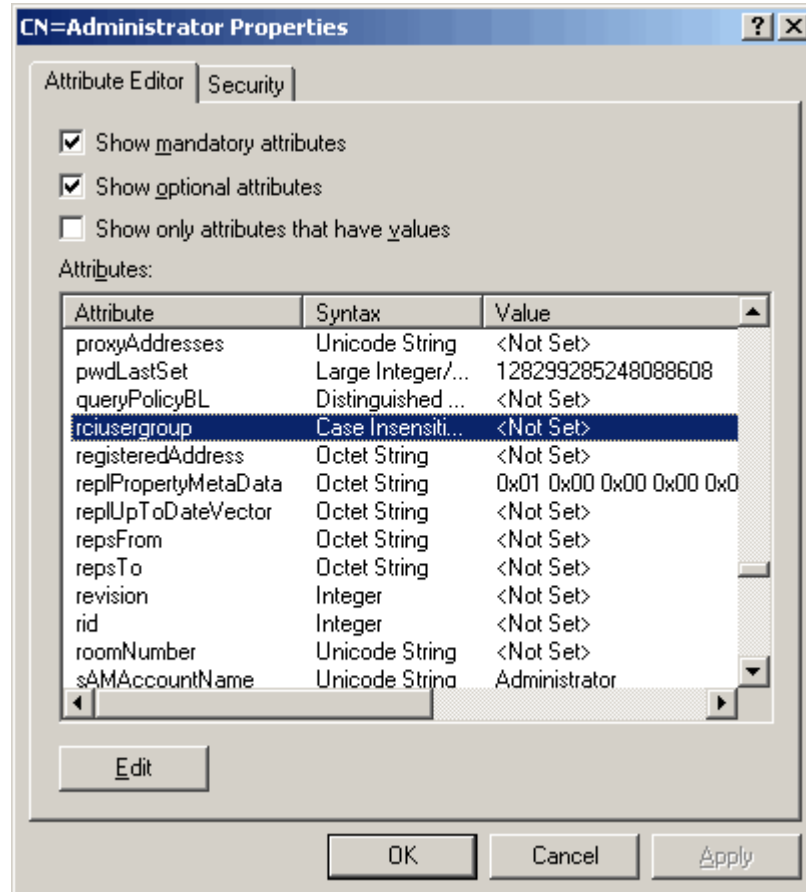 CN=Administrator Properties
Attribute Editor Security
Show mandatory attributes
Show optional attributes
Show only attributes that have values
Attributes:
Attribute Syntax Value
proxyAddresses Unicode String <Not Set>
pwdLastSet Large Integer/... 128299285248088608
queryPolicyBL Distinguished ... <Not Set>
rciusergroup Case Insensiti... <Not Set>
registeredAddress Octet String <Not Set>
replPropertyMetaData Octet String 0x01 0x00 0x00 0x00 0x0
replUpToDateVector Octet String <Not Set>
repsFrom Octet String <Not Set>
repsTo Octet String <Not Set>
revision Integer <Not Set>
rid Integer <Not Set>
roomNumber Unicode String <Not Set>
sAMAccountName Unicode String Administrator
Edit
OK Cancel Apply